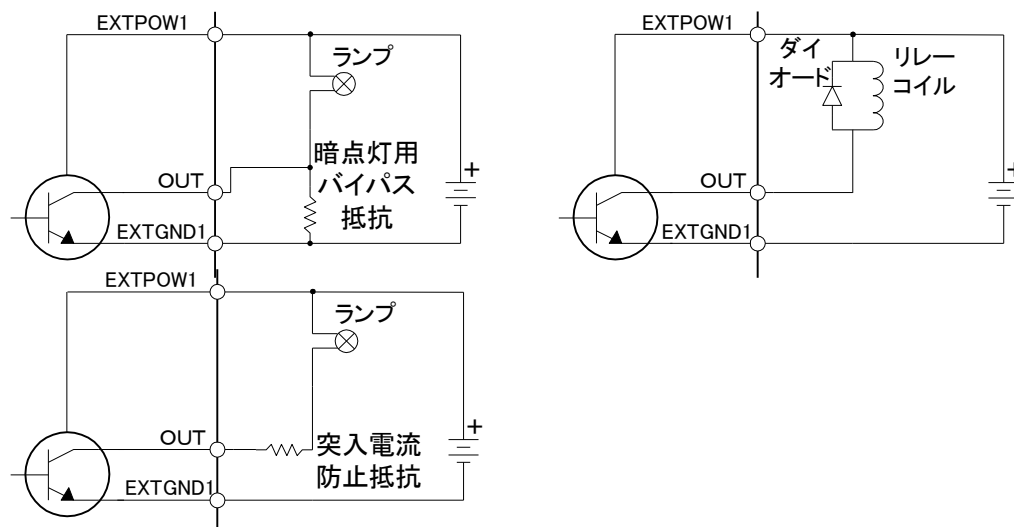 EXTPOW1
ランプ
暗点灯用
バイパス
抵抗
OUT
+
EXTGND1
EXTPOW1
ダイ
オード
リレー
コイル
OUT
+
EXTGND1
EXTPOW1
ランプ
OUT
突入電流
防止抵抗
+
EXTGND1